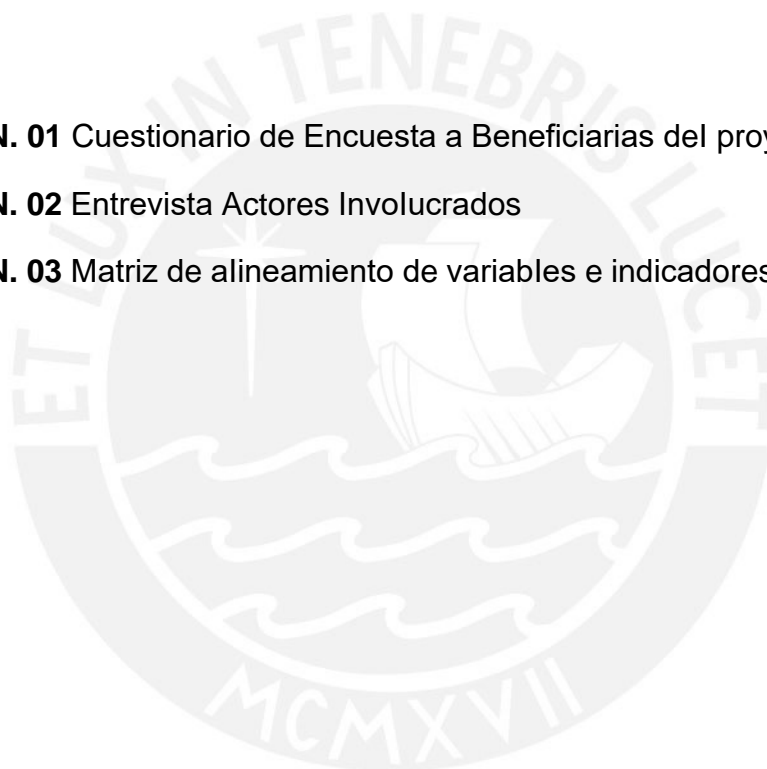 ET LUX IN TENEBRIS LUCET
N. 01 Cuestionario de Encuesta a Beneficiarias del
N. 02 Entrevista Actores Involucrados
N. 03 Matriz de alineamiento de variables e indicadores
MCMXVII